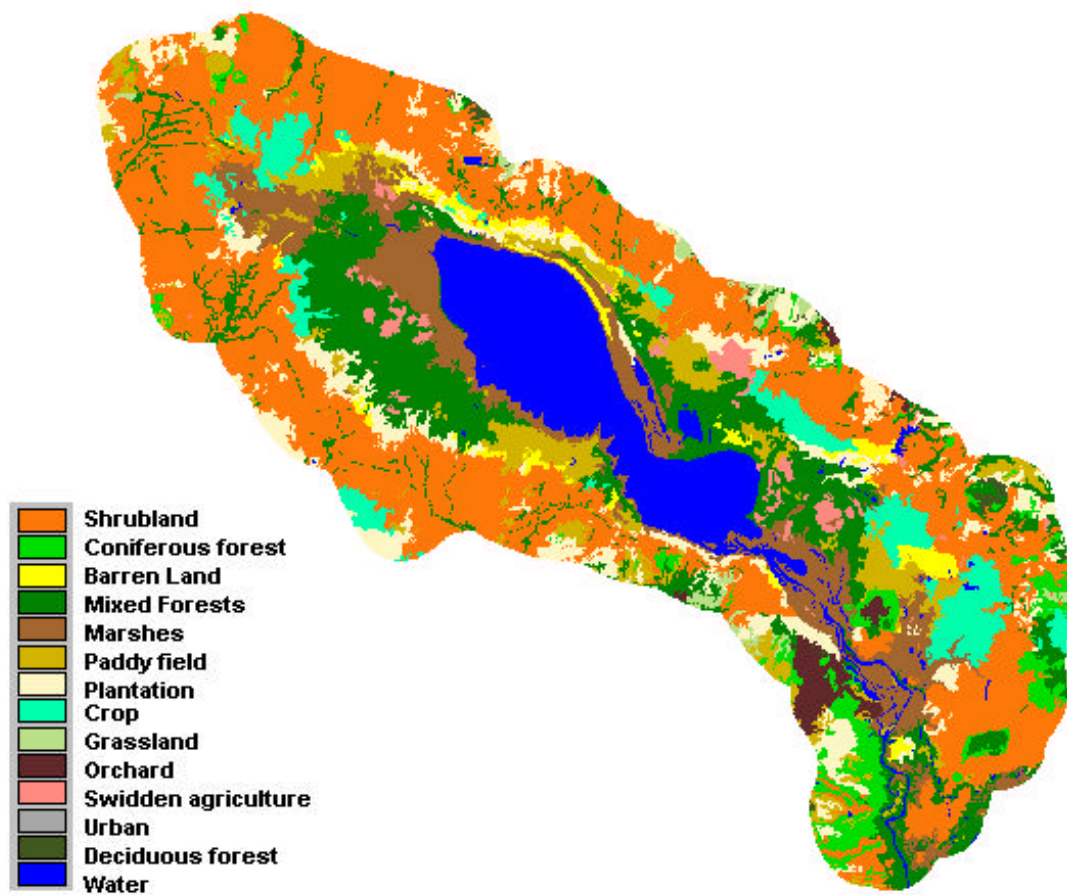 Shrubland
Coniferous forest
Barren Land
Mixed Forests
Marshes
Paddy field
Plantation
Crop
Grassland
Orchard
Swidden agriculture
Urban
Deciduous forest
Water